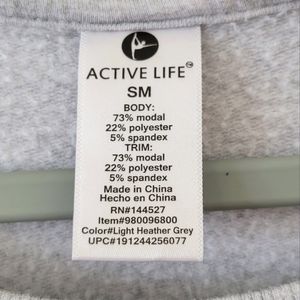 ACTIVE LIFE™
SM
BODY:
73% modal
22% polyester
5% spandex
TRIM:
73% modal
22% polyester
5% spandex
Made in China
Hecho en China
RN#144527
Item#980096800
Color#Light Heather Grey
UPC#191244256077